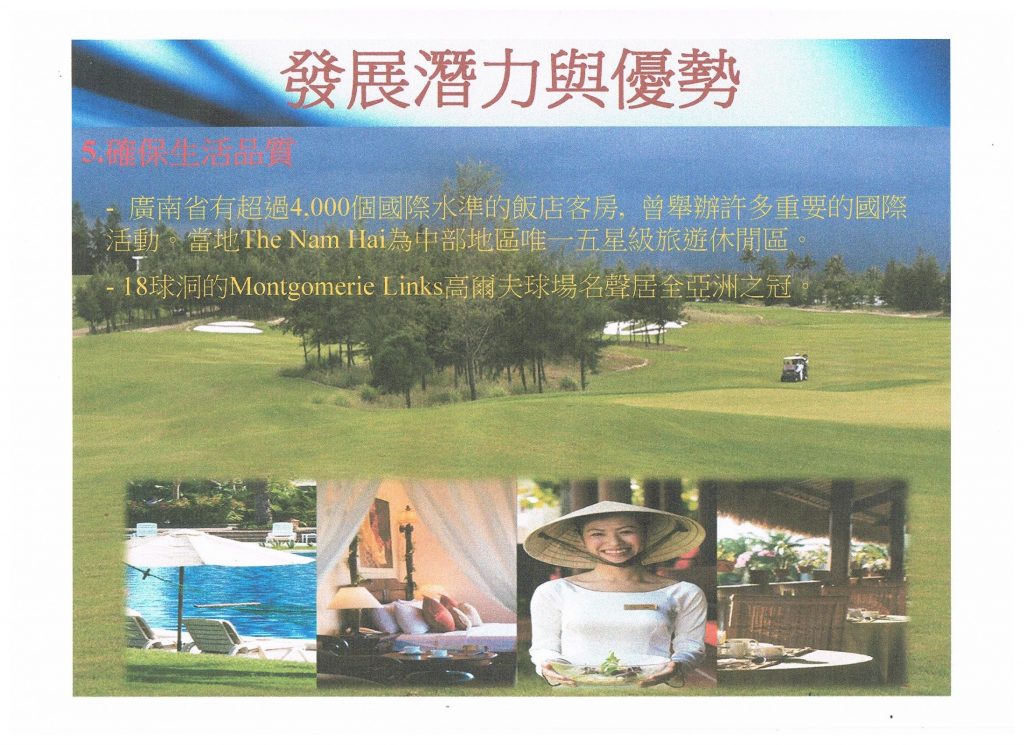 發展潛力與優勢
5.確保生活品質
- 廣南省有超過4,000個國際水準的飯店客房, 曾舉辦許多重要的國際
活動。當地The Nam Hai為中部地區唯一五星級旅遊休閒區。
- 18球洞的Montgomerie Links高爾夫球場名聲居全亞洲之冠。